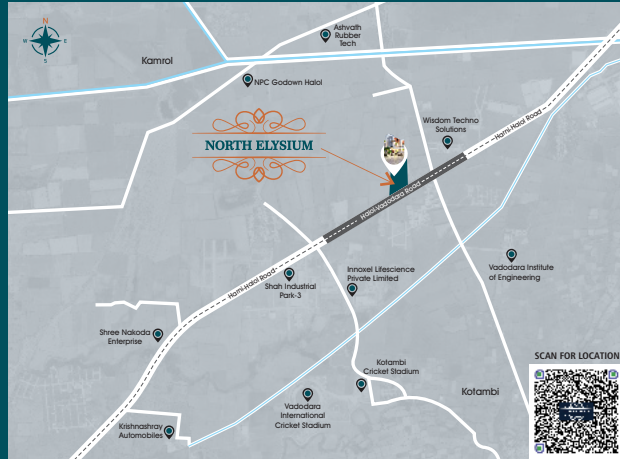 N
W
E
S
Ashvath
Rubber
Tech
Kamrol
NPC Godown Halol
NORTH ELYSIUM
Wisdom Techno
Solutions
Harni-Halol Road
Halol-Vadodara Road
Harni-Halol Road
Shah Industrial
Park-3
Innoxel Lifescience
Private Limited
Vadodara Institute
of Engineering
Shree Nakoda
Enterprise
Kotambi
Cricket Stadium
Kotambi
Vadodara
International
Cricket Stadium
Krishnashray
Automobiles
SCAN FOR LOCATION